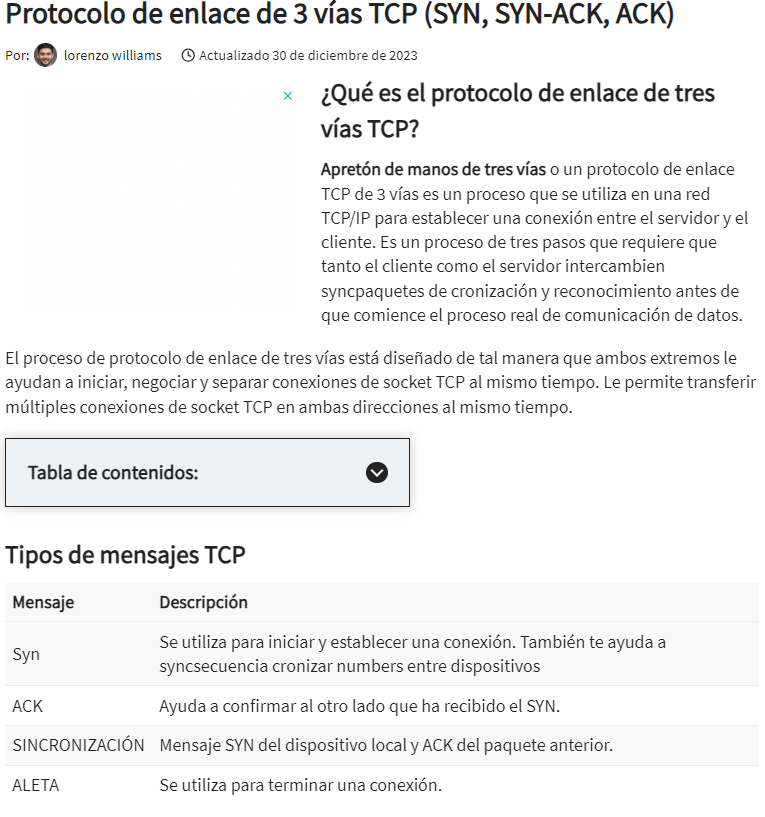 Protocolo de enlace de 3 vías TCP (SYN, SYN-ACK, ACK)
Por: lorenzo williams Actualizado 30 de diciembre de 2023
¿Qué es el protocolo de enlace de tres
vías TCP?
Apretón de manos de tres vías o un protocolo de enlace
TCP de 3 vías es un proceso que se utiliza en una red
TCP/IP para establecer una conexión entre el servidor y el
cliente. Es un proceso de tres pasos que requiere que
tanto el cliente como el servidor intercambien
syncpaquetes de cronización y reconocimiento antes de
que comience el proceso real de comunicación de datos.
El proceso de protocolo de enlace de tres vías está diseñado de tal manera que ambos extremos le
ayudan a iniciar, negociar y separar conexiones de socket TCP al mismo tiempo. Le permite transferir
múltiples conexiones de socket TCP en ambas direcciones al mismo tiempo.
Tabla de contenidos:
Tipos de mensajes TCP
Mensaje Descripción
Syn Se utiliza para iniciar y establecer una conexión. También te ayuda a
syncsecuencia cronizar numbers entre dispositivos
ACK Ayuda a confirmar al otro lado que ha recibido el SYN.
SINCRONIZACIÓN Mensaje SYN del dispositivo local y ACK del paquete anterior.
ALETA Se utiliza para terminar una conexión.